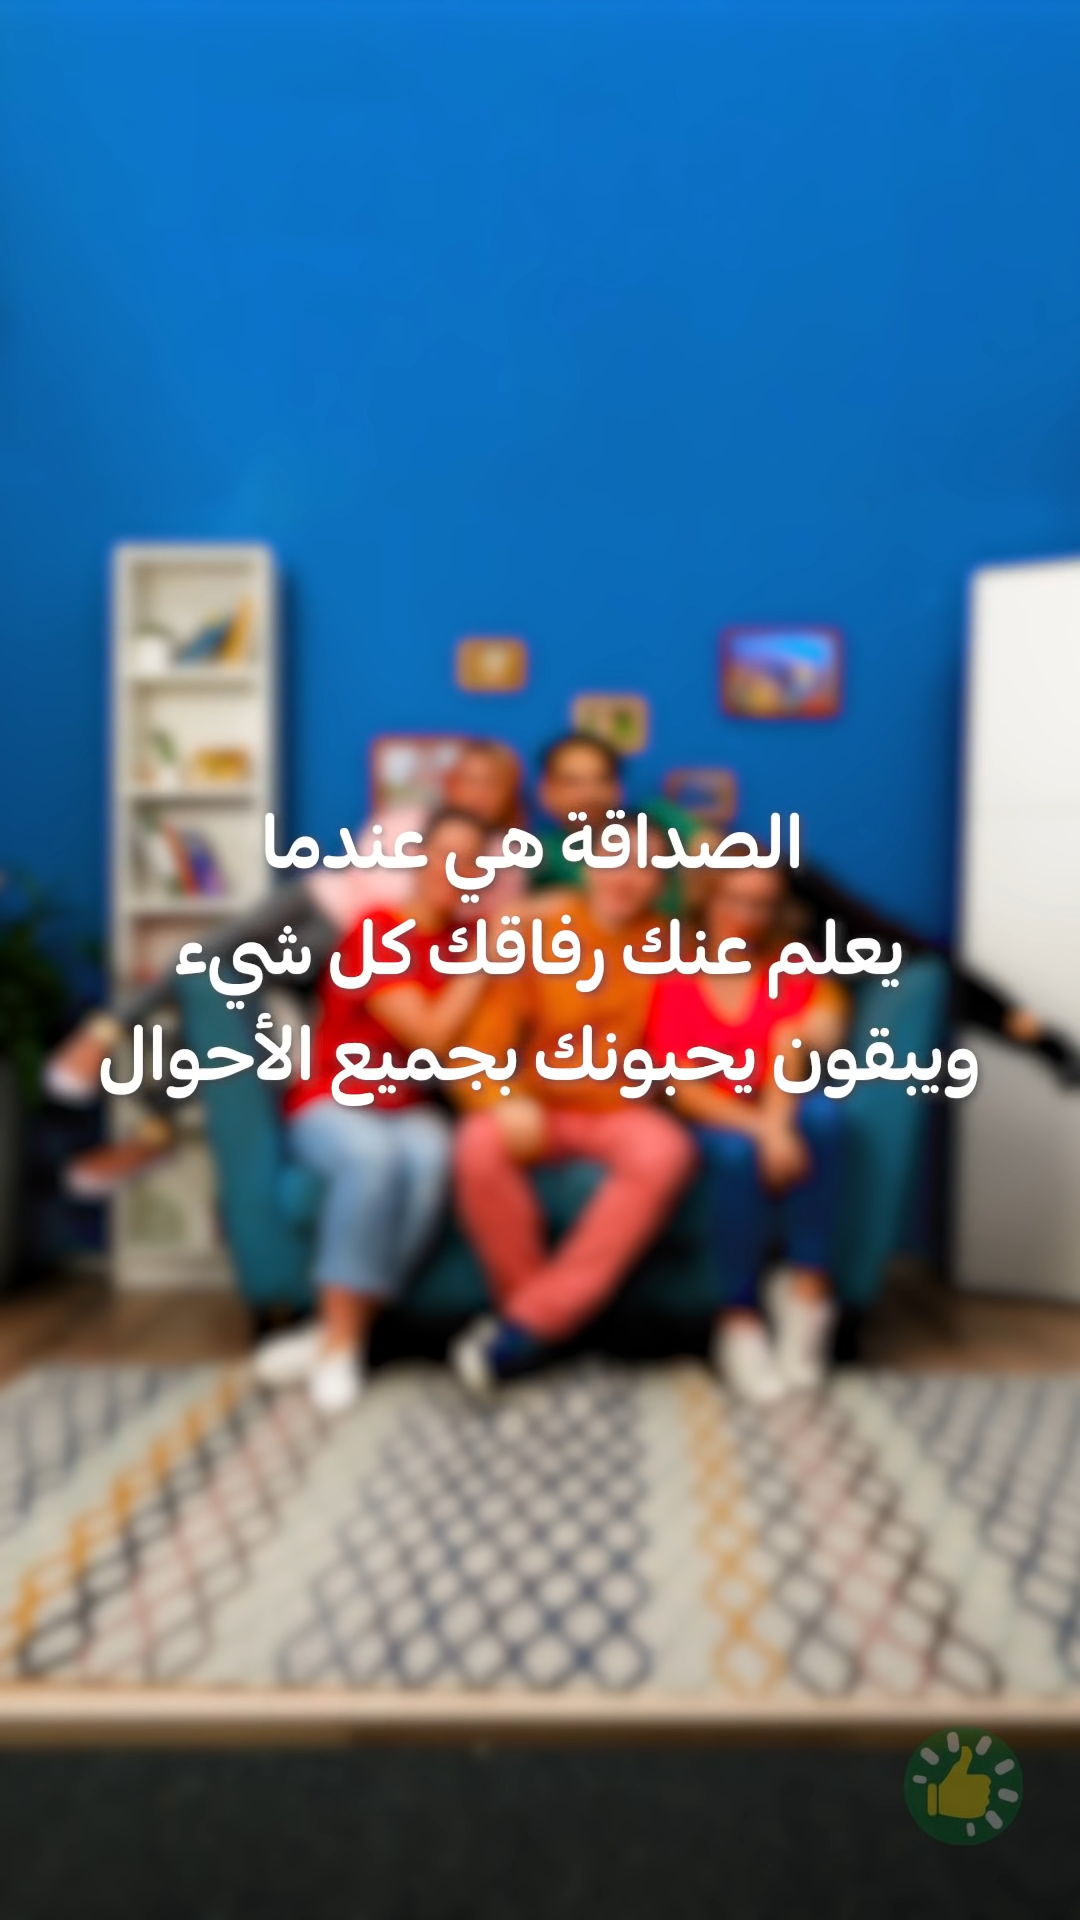 الصداقة هي عندما
يعلم عنك رفاقك كل شيء
ويبقون يحبونك بجميع الأحوال